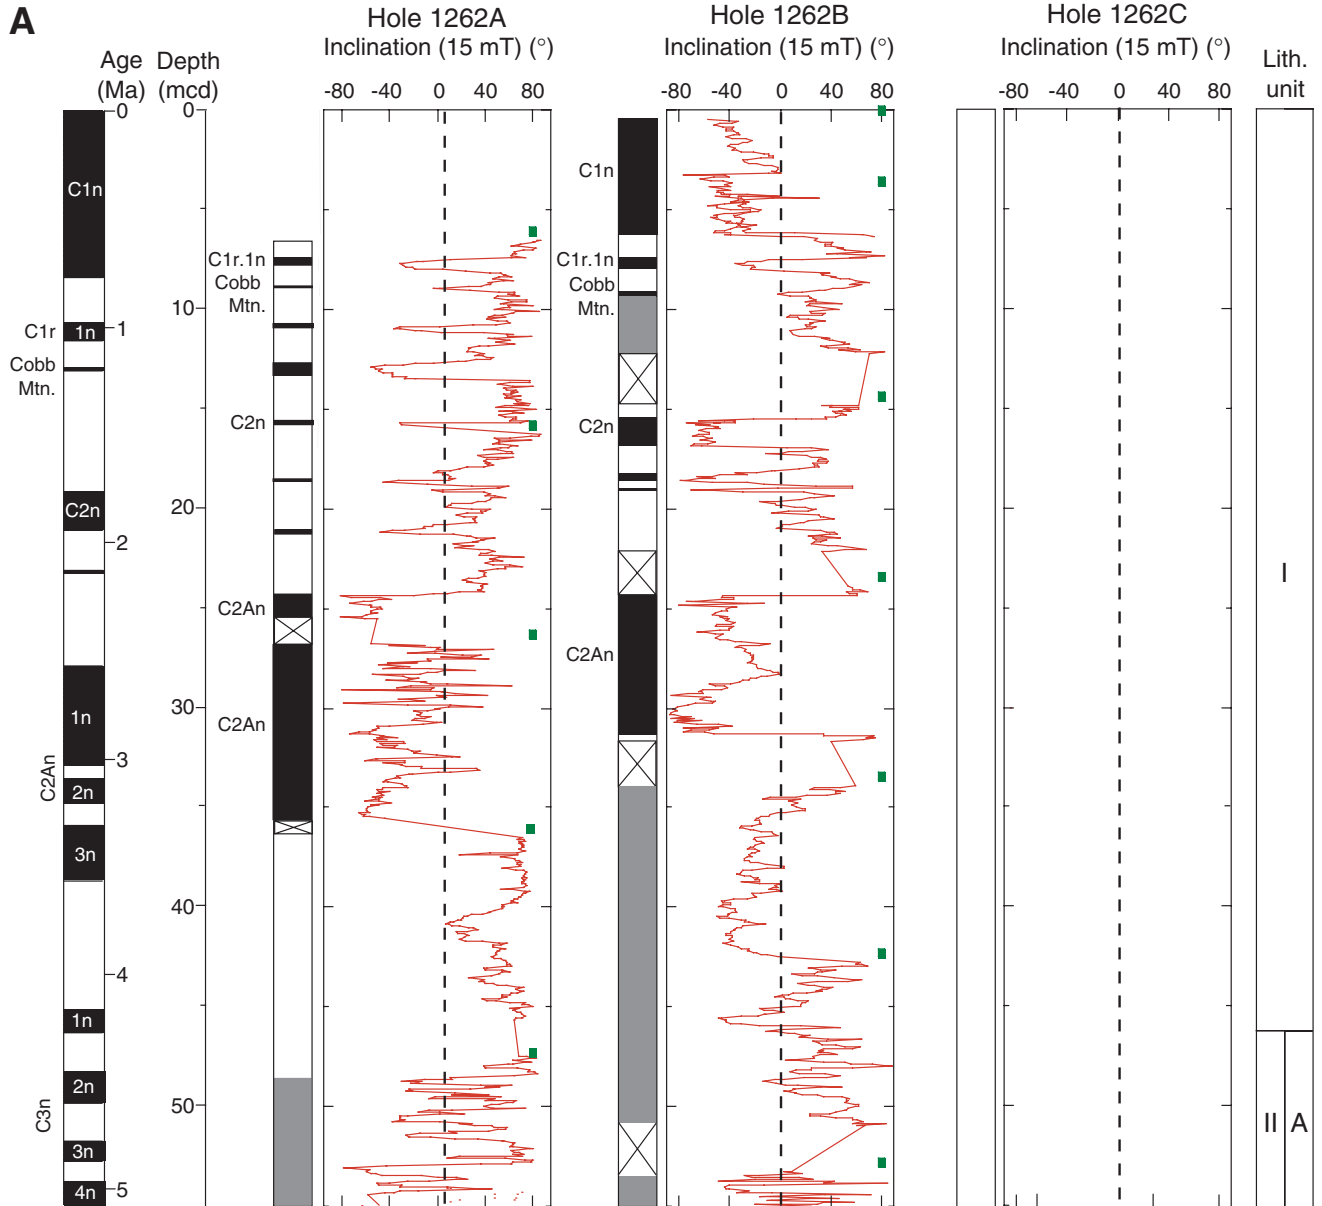 A
Hole 1262A
Hole 1262B
Hole 1262C
Inclination (15 mT) (°)
Inclination (15 mT) (°)
Inclination (15 mT) (°)
Age
(Ma)
Depth
(mcd)
Lith.
unit
-80 -40 0 40 80
-80 -40 0 40 80
-80 -40 0 40 80
0
0
C1n
C1n
C1r.1n
C1r.1n
Cobb
Mtn.
Cobb
Mtn.
10
C1r
1n
1
Cobb
Mtn.
C2n
C2n
C2n
20
2
I
C2An
C2An
30
1n
C2An
3
C2An
2n
3n
40
4
1n
2n
50
C3n
II
A
3n
4n
5